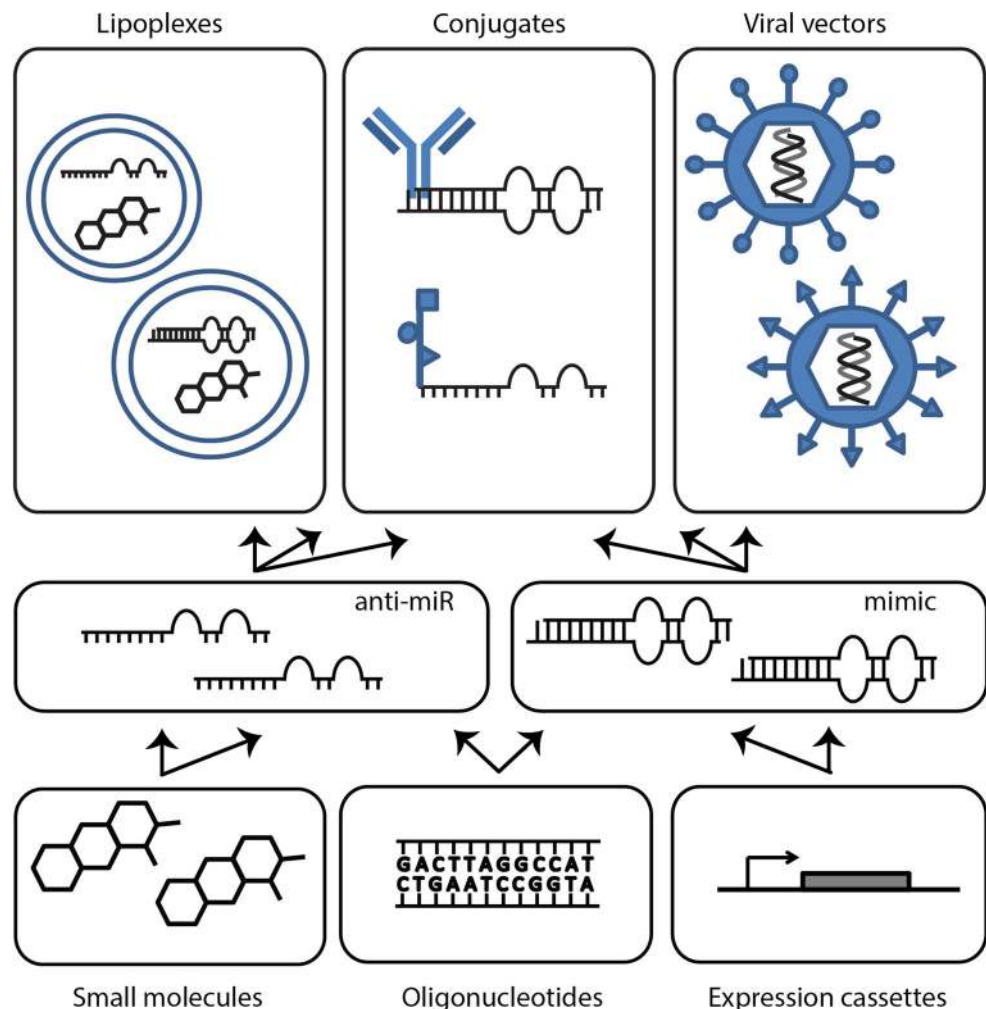 Lipoplexes
Conjugates
Viral vectors
anti-miR
mimic
GACTTAGGCCAT
CTGAATCCGGTA
Small molecules
Oligonucleotides
Expression cassettes